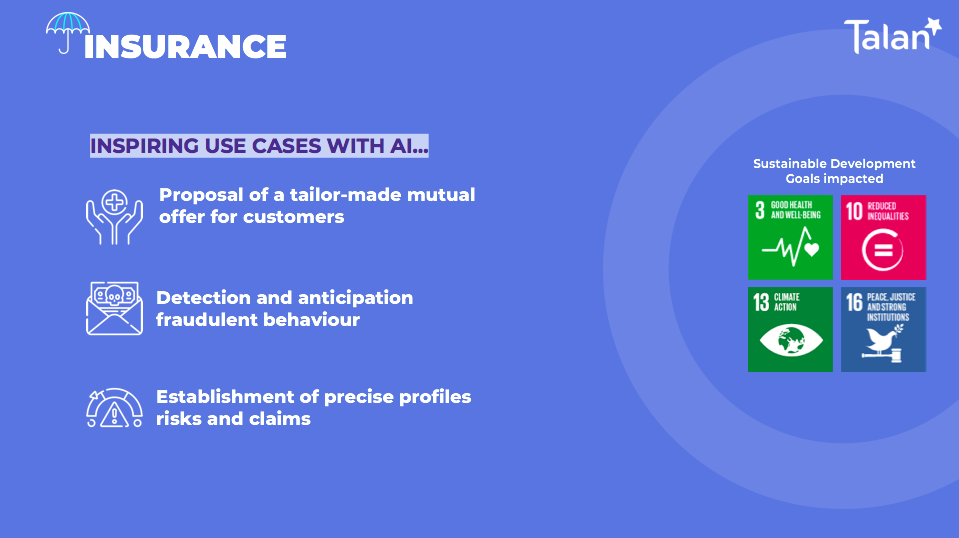 INSURANCE
Talan
INSPIRING USE CASES WITH AI...
Proposal of a tailor-made mutual
offer for customers
Detection and anticipation
fraudulent behaviour
Establishment of precise profiles
risks and claims
Sustainable Development
Goals impacted
3 GOOD HEALTH
AND WELL-BEING
10 REDUCED
INEQUALITIES
13 CLIMATE
ACTION
16 PEACE, JUSTICE
AND STRONG
INSTITUTIONS